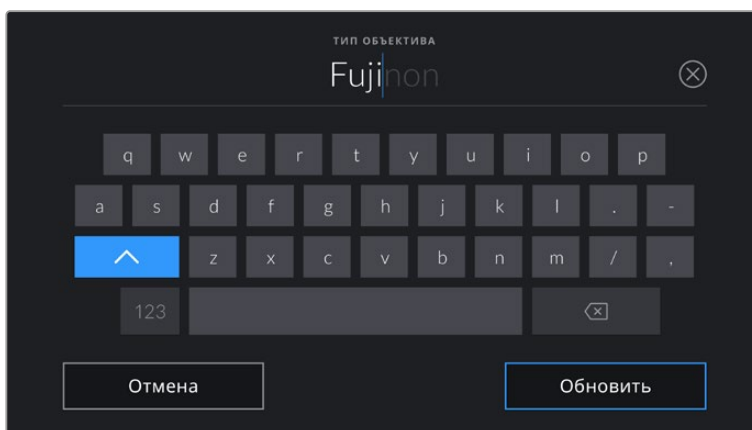 ТИП ОБЪЕКТИВА
Fujinon
q w e r t y u i o p
a s d f g h j k l . -
z x c v b n m / ,
123
Отмена Обновить